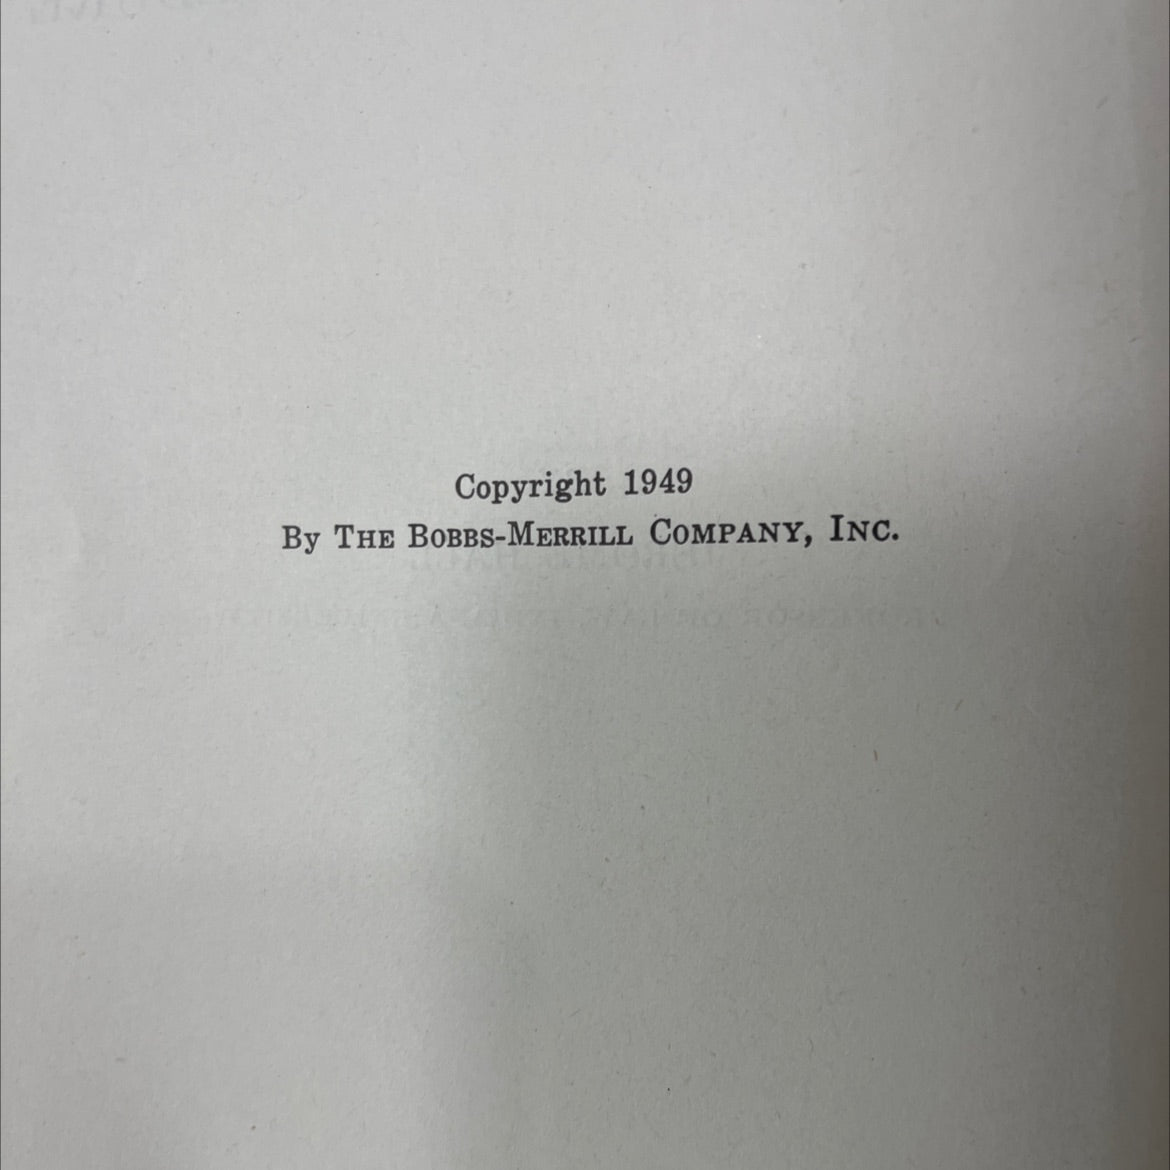 Copyright 1949
By THE BOBBS-MERRILL COMPANY, INC.